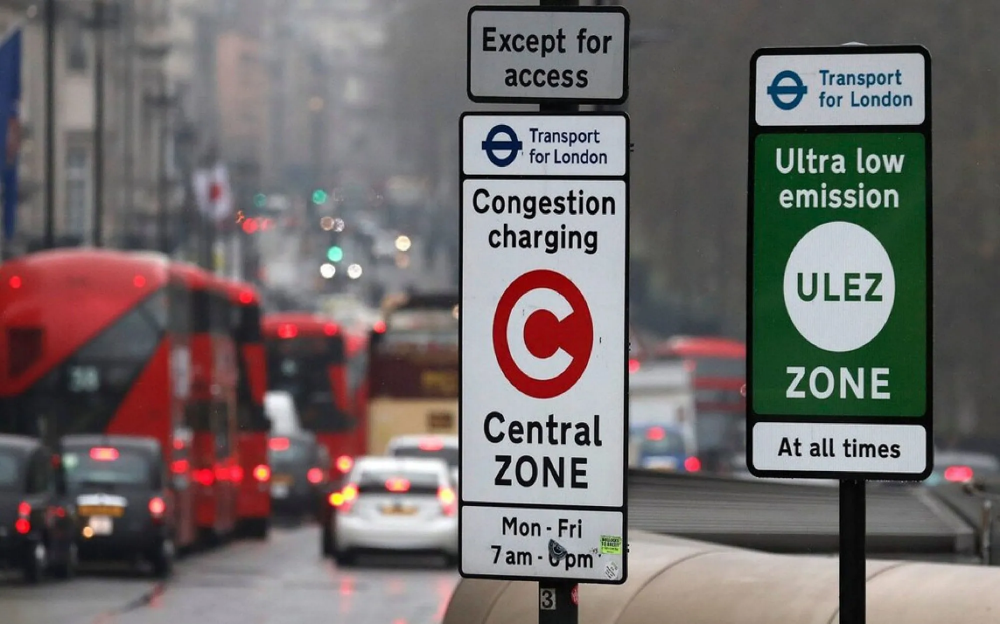 Except for
access
Transport
for London
Congestion
charging
C
Central
ZONE
Mon - Fri
7 am - 6 pm
3
Transport
for London
Ultra low
emission
ULEZ
ZONE
At all times
38